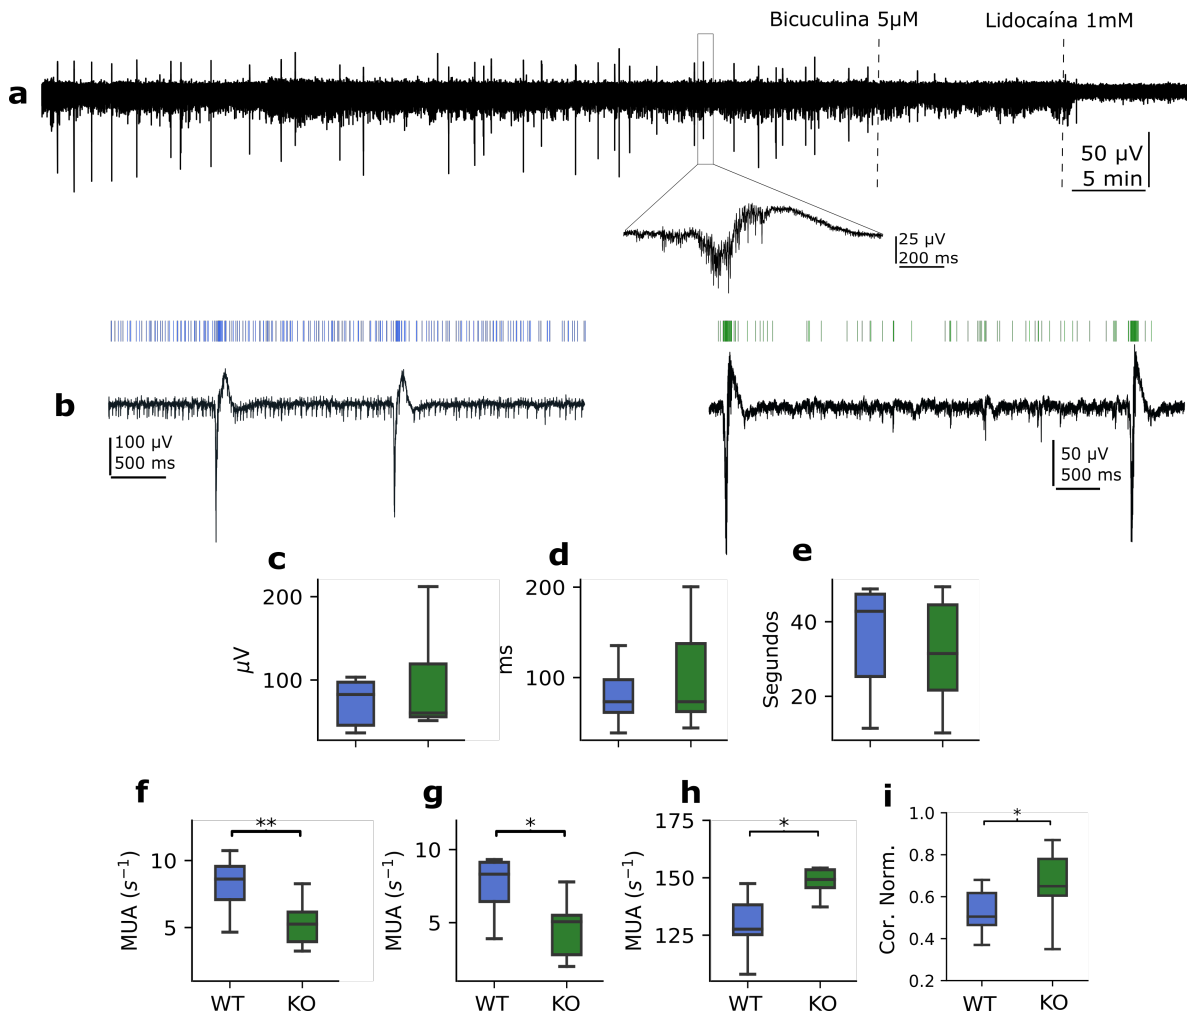 Bicuculina 5μM
Lidocaína 1mM
a
50 μV
5 min
25 μV
200 ms
b
100 μV
500 ms
50 μV
500 ms
c
μV
200
100
d
ms
200
100
e
Segundos
40
20
f
MUA (s⁻¹)
10
5
**
WT
KO
g
MUA (s⁻¹)
10
5
*
WT
KO
h
MUA (s⁻¹)
175
150
125
*
WT
KO
i
Cor. Norm.
1.0
0.8
0.6
0.4
0.2
*
WT
KO